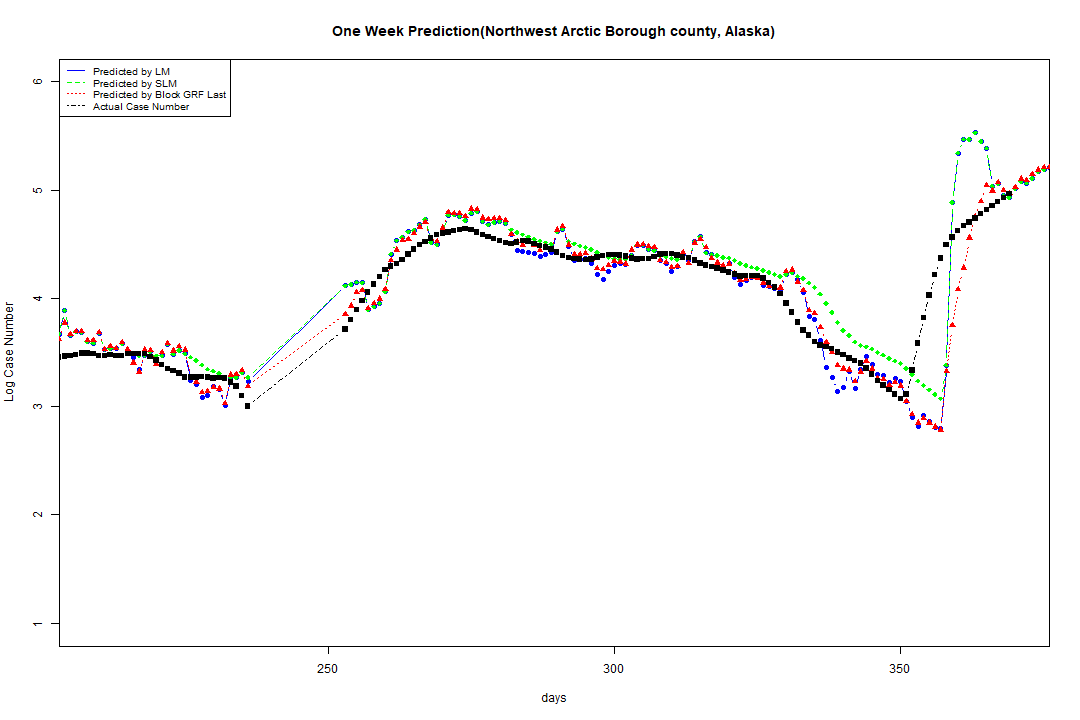 One Week Prediction(Northwest Arctic Borough county, Alaska)
Predicted by LM
Predicted by SLM
Predicted by Block GRF Last
Actual Case Number
6
5
4
3
2
1
Log Case Number
250
300
350
days